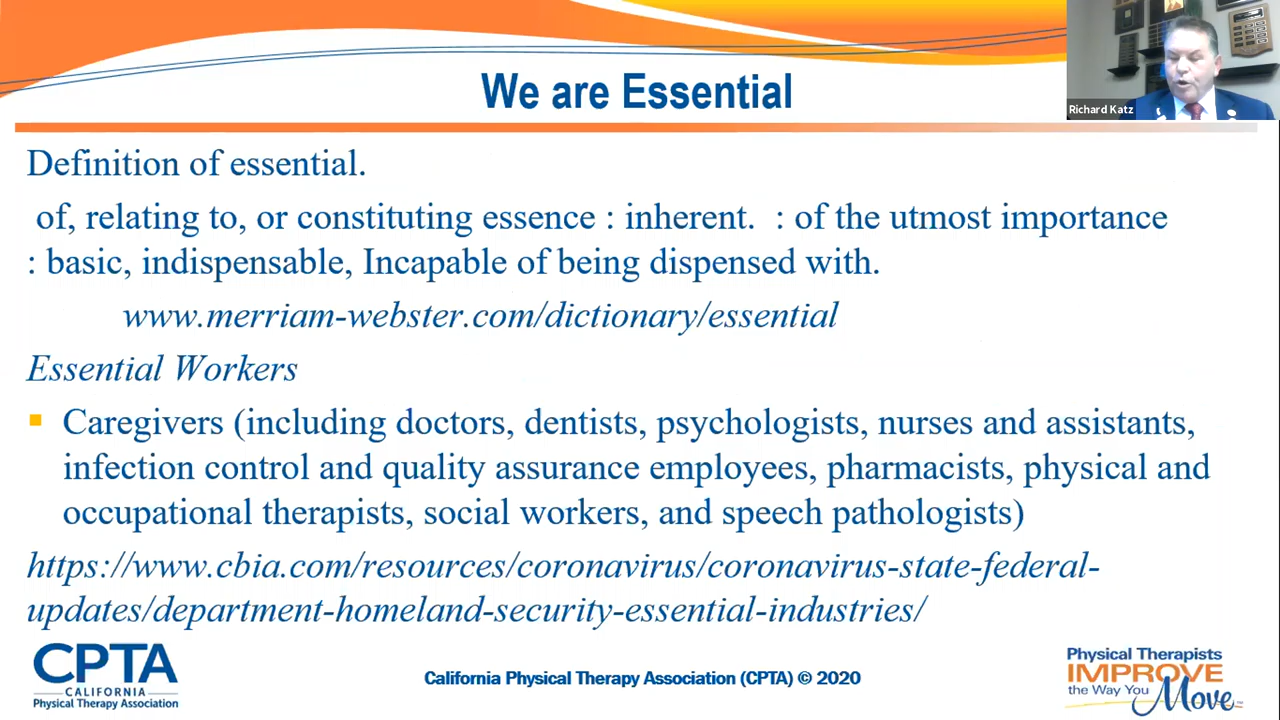 We are Essential
Richard Katz
Definition of essential.
of, relating to, or constituting essence : inherent.  : of the utmost importance
: basic, indispensable, Incapable of being dispensed with.
www.merriam-webster.com/dictionary/essential
Essential Workers
Caregivers (including doctors, dentists, psychologists, nurses and assistants,
infection control and quality assurance employees, pharmacists, physical and
occupational therapists, social workers, and speech pathologists)
https://www.cbia.com/resources/coronavirus/coronavirus-state-federal-
updates/department-homeland-security-essential-industries/
CPTA
CALIFORNIA
Physical Therapy Association
California Physical Therapy Association (CPTA) © 2020
Physical Therapists
IMPROVE
the Way You
Move